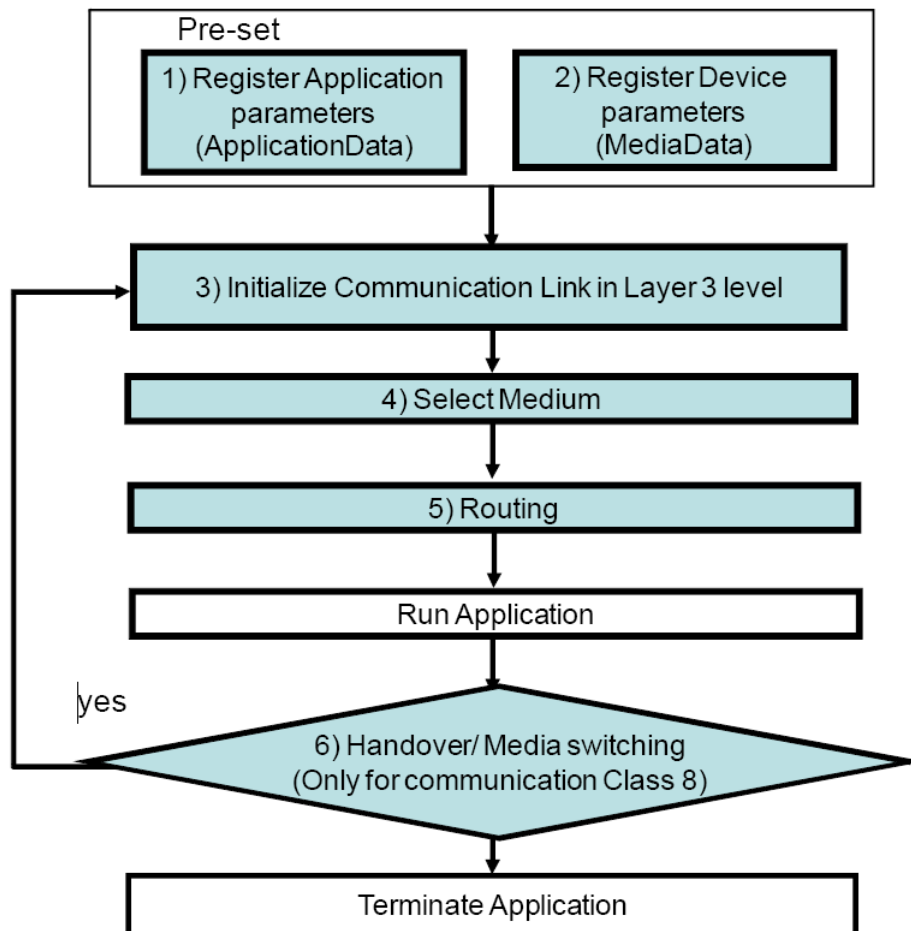 Pre-set
1) Register Application
parameters
(ApplicationData)
2) Register Device
parameters
(MediaData)
3) Initialize Communication Link in Layer 3 level
4) Select Medium
5) Routing
Run Application
yes
6) Handover/ Media switching
(Only for communication Class 8)
Terminate Application